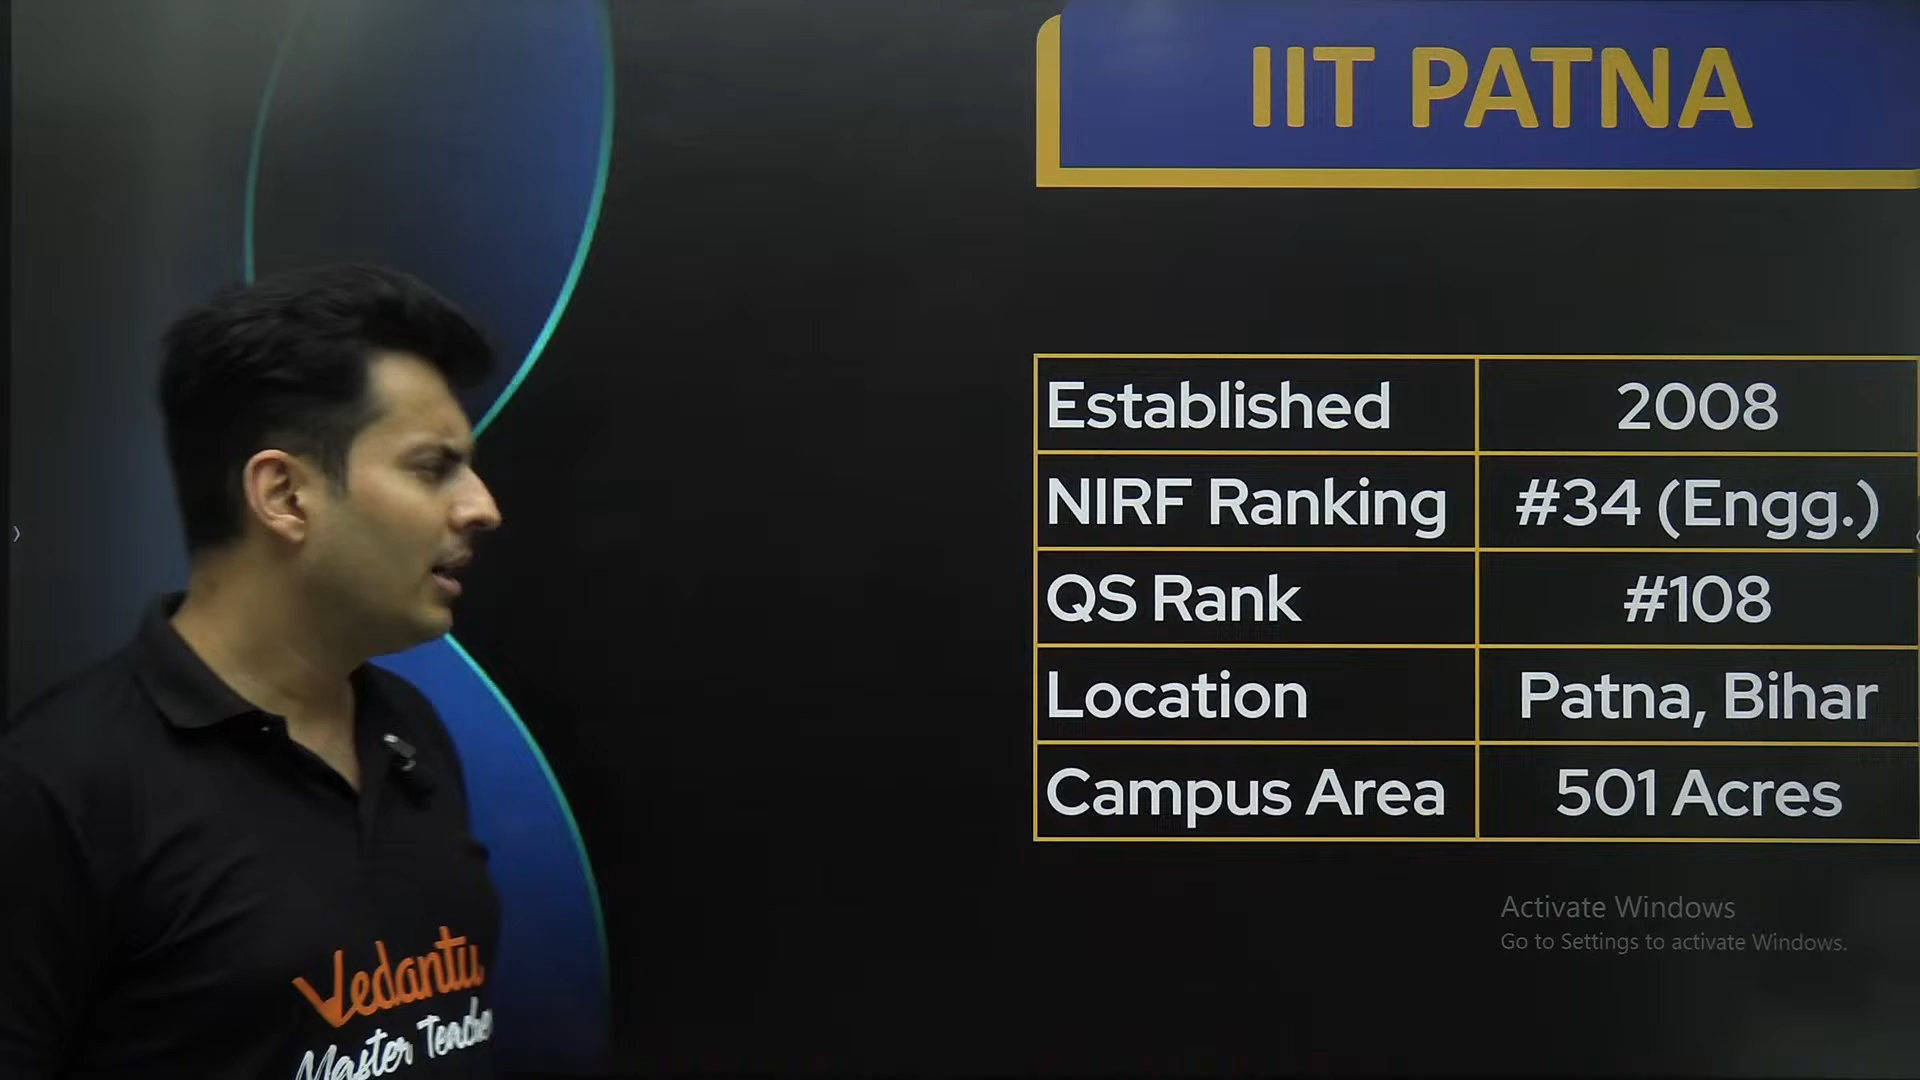 IIT PATNA
Established 2008
NIRF Ranking #34 (Engg.)
QS Rank #108
Location Patna, Bihar
Campus Area 501 Acres
Activate Windows
Go to Settings to activate Windows.
Vedantu
Master Teacher